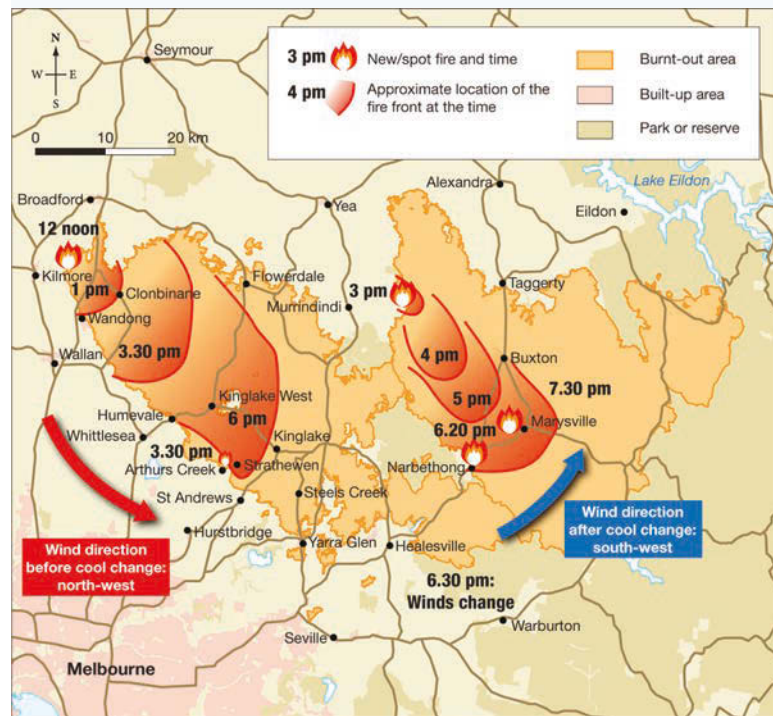 N
W E
S
0 10 20 km
3 pm New/spot fire and time
4 pm Approximate location of the
fire front at the time
Burnt-out area
Built-up area
Park or reserve
Seymour
Broadford
Yea
Alexandra
Lake Eildon
Eildon
12 noon
Kilmore
1 pm
Clonbinane
Flowerdale
3 pm
Taggerty
Wandong
Murrindindi
Wallan
3.30 pm
4 pm
Buxton
Kinglake West
5 pm
7.30 pm
Humevale
6 pm
6.20 pm
Marysville
Whittlesea
Kinglake
3.30 pm
Arthurs Creek
Strathewen
Narbethong
St Andrews
Steels Creek
Hurstbridge
Yarra Glen
Healesville
Wind direction
before cool change:
north-west
Wind direction
after cool change:
south-west
6.30 pm:
Winds change
Warburton
Seville
Melbourne